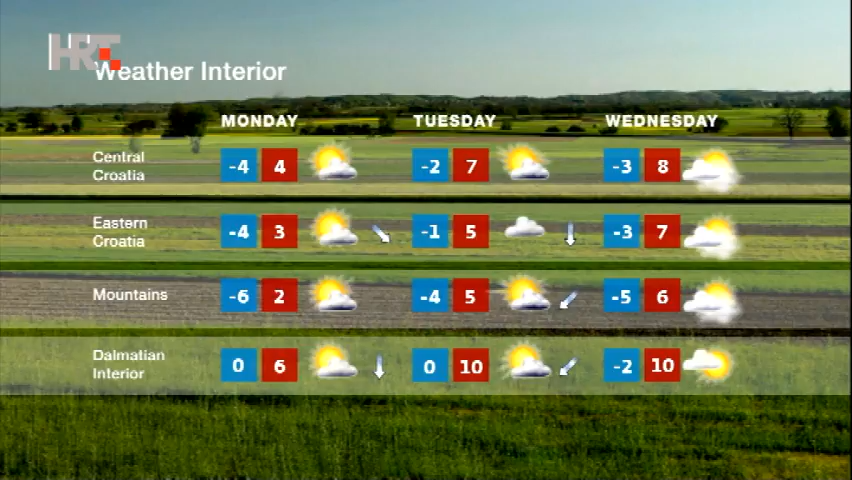 HRT
Weather Interior
MONDAY TUESDAY WEDNESDAY
Central
Croatia
-4 4 -2 7 -3 8
Eastern
Croatia
-4 3 -1 5 -3 7
Mountains
-6 2 -4 5 -5 6
Dalmatian
Interior
0 6 0 10 -2 10